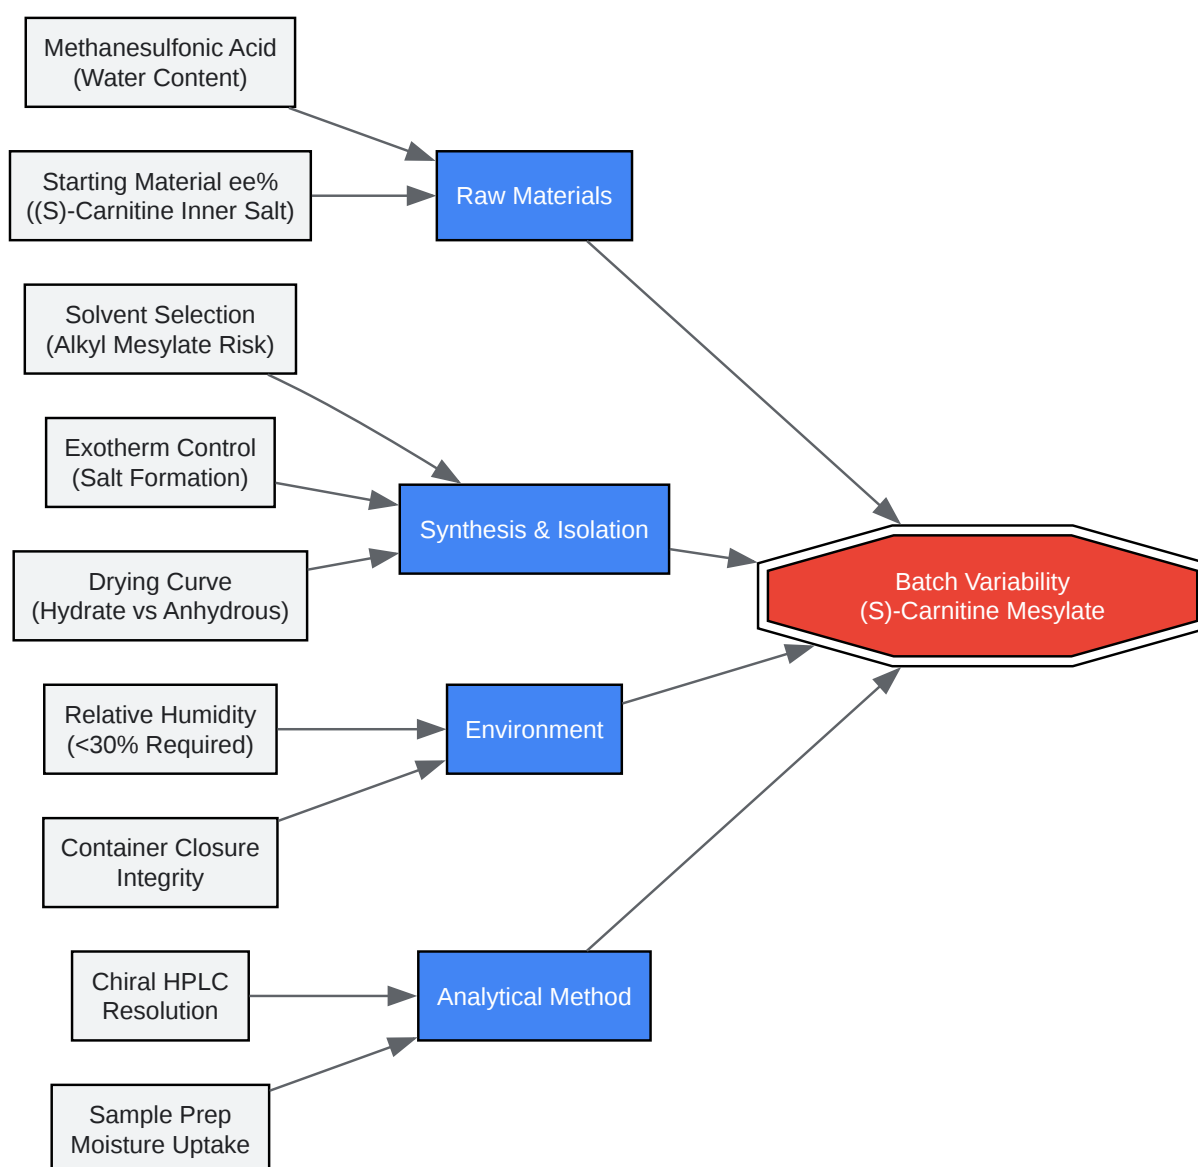 Methanesulfonic Acid
(Water Content)
Starting Material ee%
((S)-Carnitine Inner Salt)
Raw Materials
Solvent Selection
(Alkyl Mesylate Risk)
Exotherm Control
(Salt Formation)
Synthesis & Isolation
Drying Curve
(Hydrate vs Anhydrous)
Batch Variability
(S)-Carnitine Mesylate
Relative Humidity
(<30% Required)
Environment
Container Closure
Integrity
Chiral HPLC
Resolution
Analytical Method
Sample Prep
Moisture Uptake